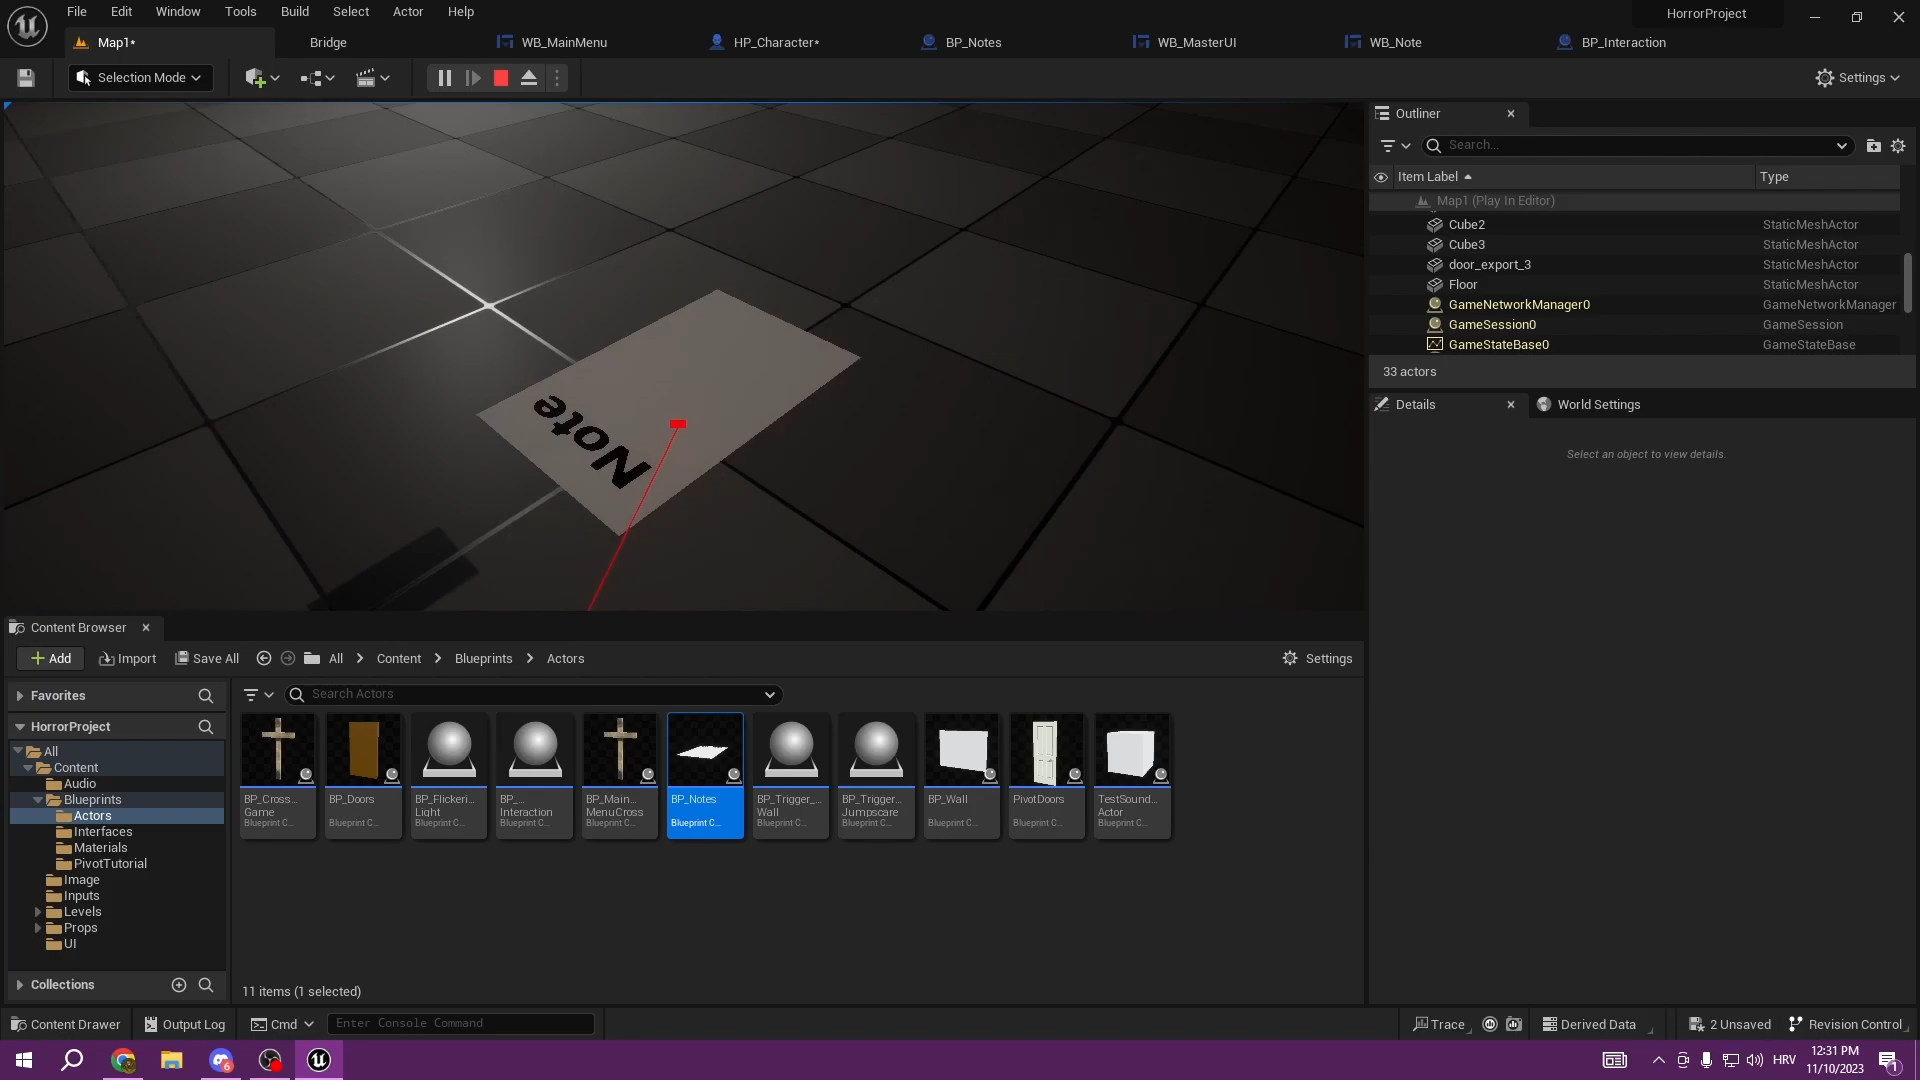 File Edit Window Tools Build Select Actor Help
HorrorProject
Map1*
Bridge
WB_MainMenu
HP_Character*
BP_Notes
WB_MasterUI
WB_Note
BP_Interaction
Selection Mode
Settings
Note
Outliner
Search...
Item Label
Type
Map1 (Play In Editor)
Cube2 StaticMeshActor
Cube3 StaticMeshActor
door_export_3 StaticMeshActor
Floor StaticMeshActor
GameNetworkManager0 GameNetworkManager
GameSession0 GameSession
GameStateBase0 GameStateBase
33 actors
Details
World Settings
Select an object to view details.
Content Browser
Add Import Save All All Content Blueprints Actors Settings
Favorites
Search Actors
HorrorProject
All
Content
Audio
Blueprints
Actors
Interfaces
Materials
PivotTutorial
Image
Inputs
Levels
Props
UI
Collections
BP_Cross...
Game
Blueprint C...
BP_Doors
Blueprint C...
BP_Flickeri...
Light
Blueprint C...
BP_...
Interaction
Blueprint C...
BP_Main...
MenuCross
Blueprint C...
BP_Notes
Blueprint C...
BP_Trigger_...
Wall
Blueprint C...
BP_Trigger...
Jumpscare
Blueprint C...
BP_Wall
Blueprint C...
PivotDoors
Blueprint C...
TestSound...
Actor
Blueprint C...
11 items (1 selected)
Content Drawer Output Log Cmd Enter Console Command Trace Derived Data 2 Unsaved Revision Control
6
HRV
12:31 PM
11/10/2023
1